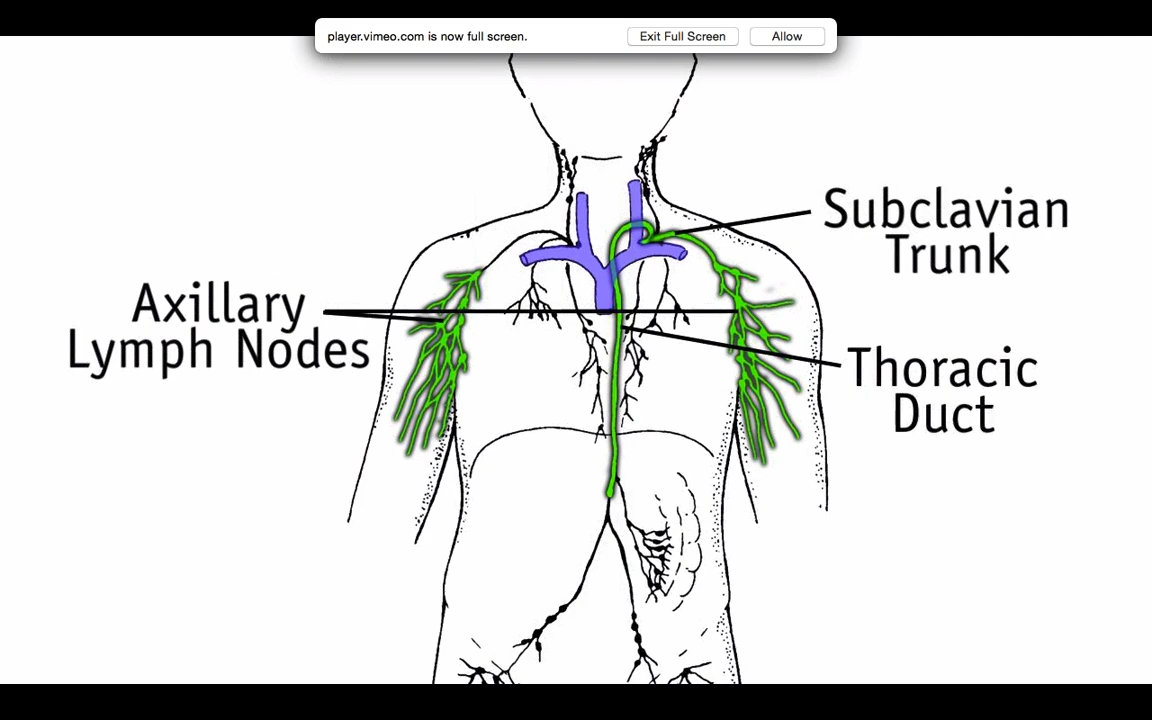 player.vimeo.com is now full screen.
Exit Full Screen
Allow
Subclavian
Trunk
Axillary
Lymph Nodes
Thoracic
Duct